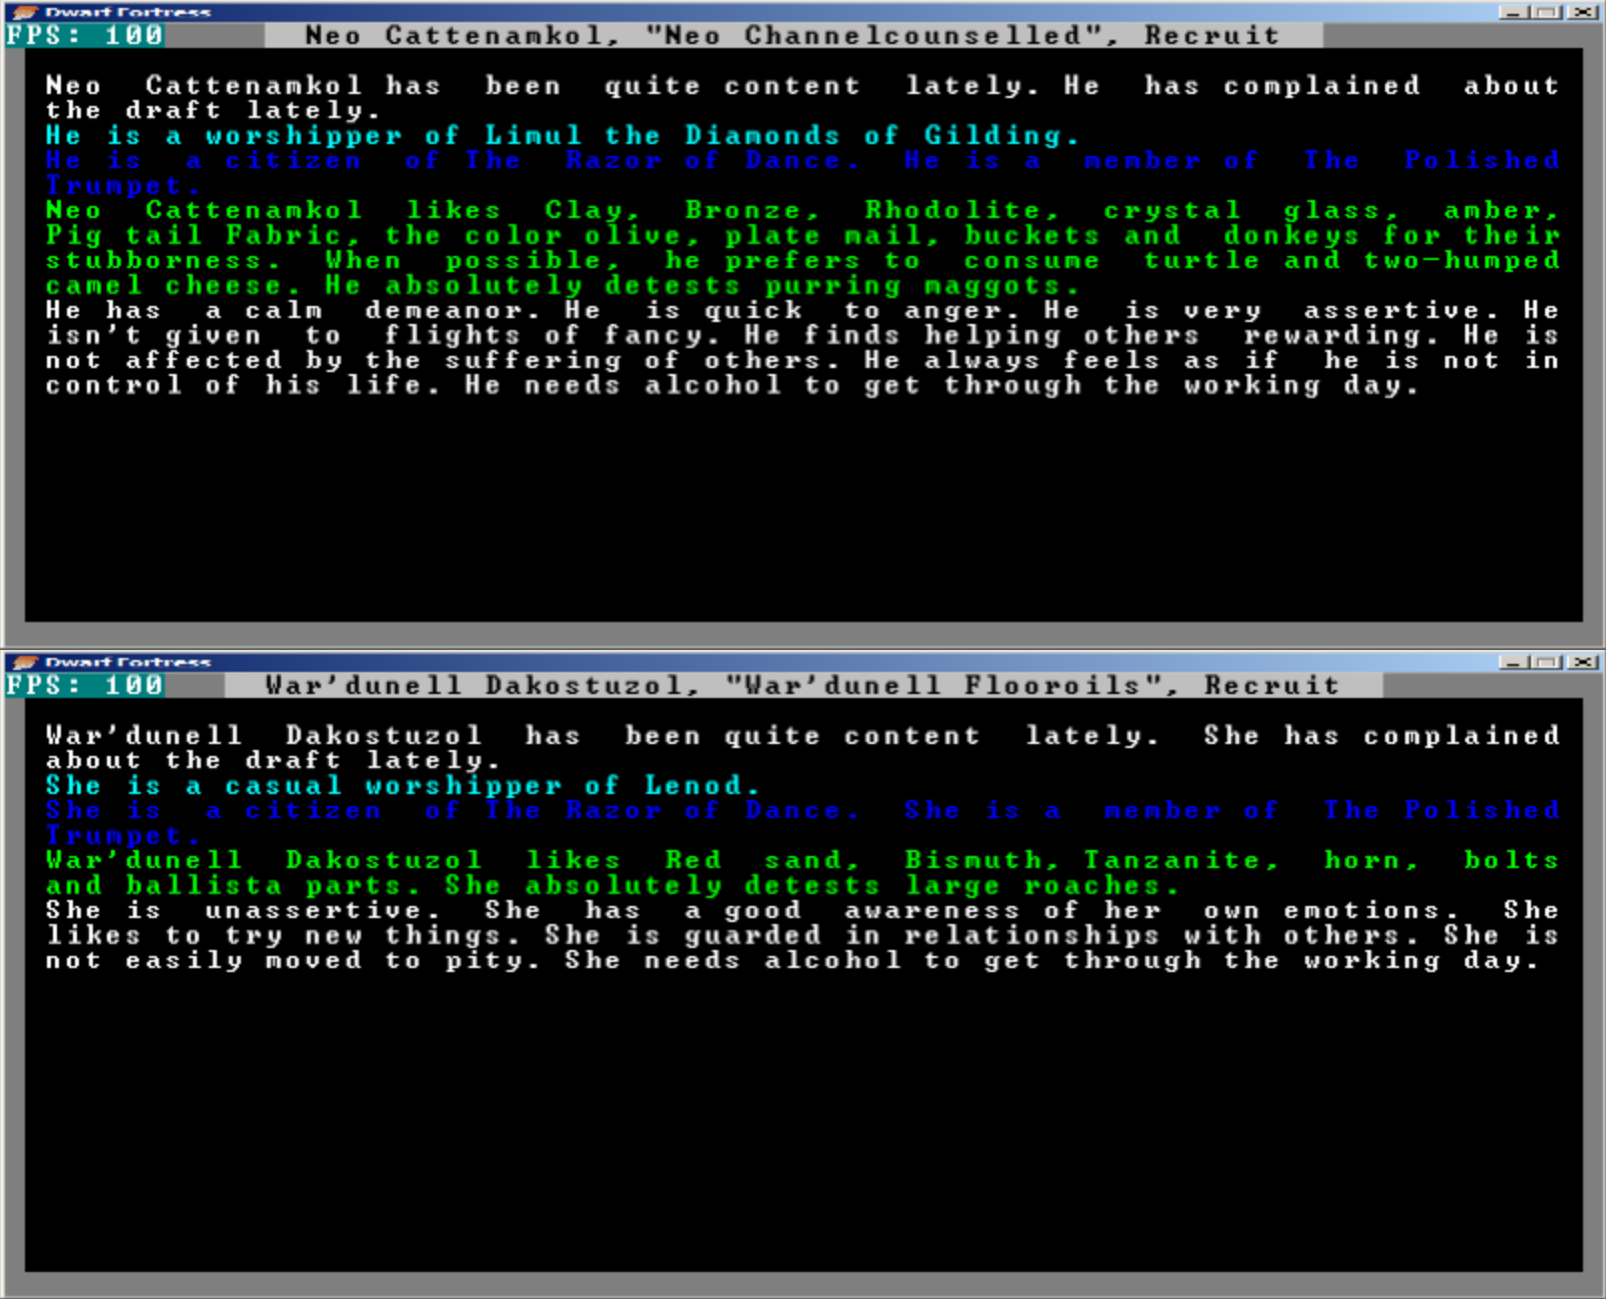 Dwarf Fortress
FPS: 100 Neo Cattenamkol, "Neo Channelcounselled", Recruit
Neo Cattenamkol has been quite content lately. He has complained about
the draft lately.
He is a worshipper of Limul the Diamonds of Gilding.
He is a citizen of The Razor of Dance. He is a member of The Polished
Trumpet.
Neo Cattenamkol likes Clay, Bronze, Rhodolite, crystal glass, amber,
Pig tail Fabric, the color olive, plate mail, buckets and donkeys for their
stubborness. When possible, he prefers to consume turtle and two-humped
camel cheese. He absolutely detests purring maggots.
He has a calm demeanor. He is quick to anger. He is very assertive. He
isn't given to flights of fancy. He finds helping others rewarding. He is
not affected by the suffering of others. He always feels as if he is not in
control of his life. He needs alcohol to get through the working day.
Dwarf Fortress
FPS: 100 War'dunell Dakostuzol, "War'dunell Flooroils", Recruit
War'dunell Dakostuzol has been quite content lately. She has complained
about the draft lately.
She is a casual worshipper of Lenod.
She is a citizen of The Razor of Dance. She is a member of The Polished
Trumpet.
War'dunell Dakostuzol likes Red sand, Bismuth, Tanzanite, horn, bolts
and ballista parts. She absolutely detests large roaches.
She is unassertive. She has a good awareness of her own emotions. She
likes to try new things. She is guarded in relationships with others. She is
not easily moved to pity. She needs alcohol to get through the working day.